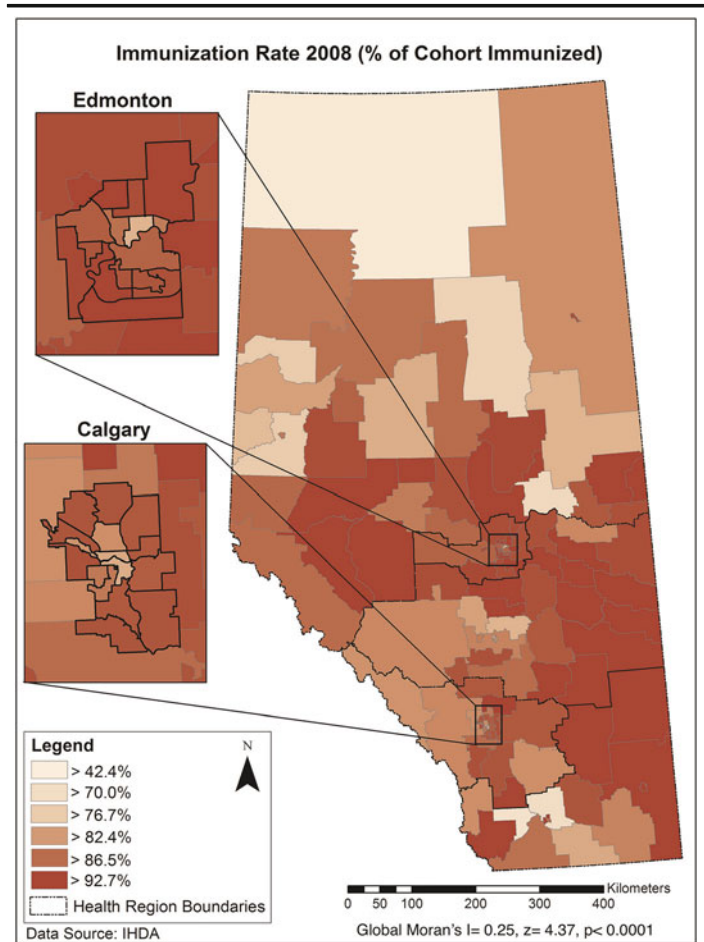 Immunization Rate 2008 (% of Cohort Immunized)
Edmonton
Calgary
Legend
> 42.4%
> 70.0%
> 76.7%
> 82.4%
> 86.5%
> 92.7%
Health Region Boundaries
N
Kilometers
0 50 100 200 300 400
Data Source: IHDA
Global Moran's I= 0.25, z= 4.37, p< 0.0001